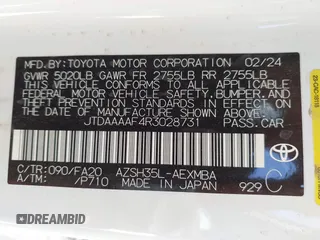 MFD. BY: TOYOTA MOTOR CORPORATION 02/24
GVWR 5020LB GAWR FR 2755LB RR 2755LB
THIS VEHICLE CONFORMS TO ALL APPLICABLE
FEDERAL MOTOR VEHICLE SAFETY, BUMPER, AND
THEFT PREVENTION STANDARDS IN EFFECT ON
THE DATE OF MANUFACTURE SHOWN ABOVE.
JTDAAAAF4R3028731 PASS. CAR
C/TR: 090/FA20 AZSH35L-AEXMBA
A/TM: /P710 MADE IN JAPAN 929
C
TOYOTA